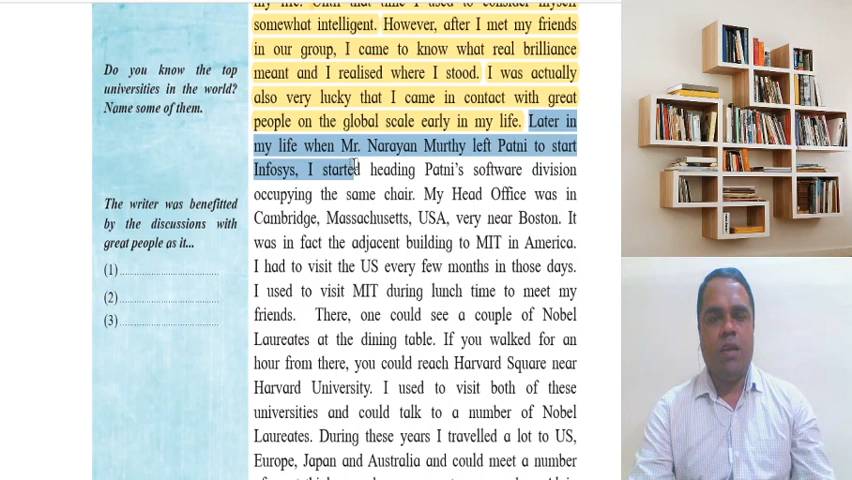 my life. Until that time I used to consider myself
somewhat intelligent. However, after I met my friends
in our group, I came to know what real brilliance
meant and I realised where I stood. I was actually
also very lucky that I came in contact with great
people on the global scale early in my life. Later in
my life when Mr. Narayan Murthy left Patni to start
Infosys, I started heading Patni's software division
occupying the same chair. My Head Office was in
Cambridge, Massachusetts, USA, very near Boston. It
was in fact the adjacent building to MIT in America.
I had to visit the US every few months in those days.
I used to visit MIT during lunch time to meet my
friends. There, one could see a couple of Nobel
Laureates at the dining table. If you walked for an
hour from there, you could reach Harvard Square near
Harvard University. I used to visit both of these
universities and could talk to a number of Nobel
Laureates. During these years I travelled a lot to US,
Europe, Japan and Australia and could meet a number
Do you know the top
universities in the world?
Name some of them.
The writer was benefitted
by the discussions with
great people as it...
(1) ....................................
(2) ....................................
(3) ....................................